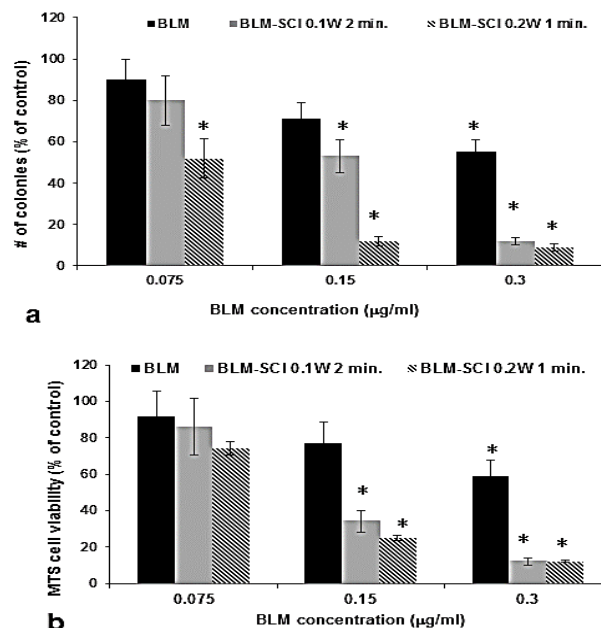 BLM BLM-SCI 0.1W 2 min. BLM-SCI 0.2W 1 min.
120
100
80
60
40
20
0
# of colonies (% of control)
*
*
*
*
*
*
0.075 0.15 0.3
BLM concentration (µg/ml)
a
BLM BLM-SCI 0.1W 2 min. BLM-SCI 0.2W 1 min.
120
100
80
60
40
20
0
MTS cell viability (% of control)
*
*
*
*
*
0.075 0.15 0.3
BLM concentration (µg/ml)
b